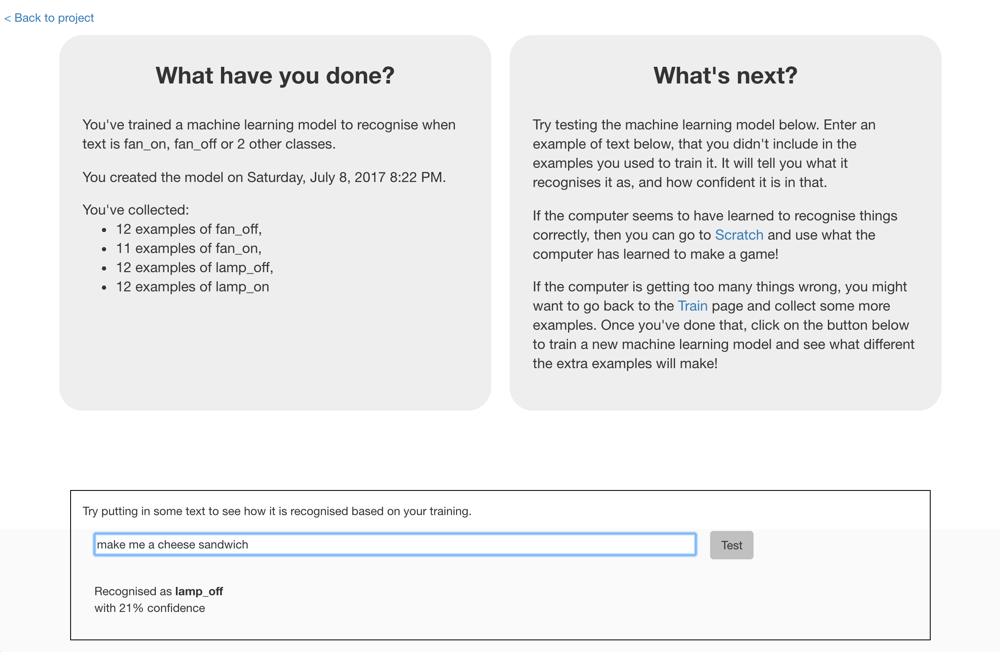 < Back to project
What have you done?
You've trained a machine learning model to recognise when
text is fan_on, fan_off or 2 other classes.
You created the model on Saturday, July 8, 2017 8:22 PM.
You've collected:
• 12 examples of fan_off,
• 11 examples of fan_on,
• 12 examples of lamp_off,
• 12 examples of lamp_on
What's next?
Try testing the machine learning model below. Enter an
example of text below, that you didn't include in the
examples you used to train it. It will tell you what it
recognises it as, and how confident it is in that.
If the computer seems to have learned to recognise things
correctly, then you can go to Scratch and use what the
computer has learned to make a game!
If the computer is getting too many things wrong, you might
want to go back to the Train page and collect some more
examples. Once you've done that, click on the button below
to train a new machine learning model and see what different
the extra examples will make!
Try putting in some text to see how it is recognised based on your training.
make me a cheese sandwich
Test
Recognised as lamp_off
with 21% confidence